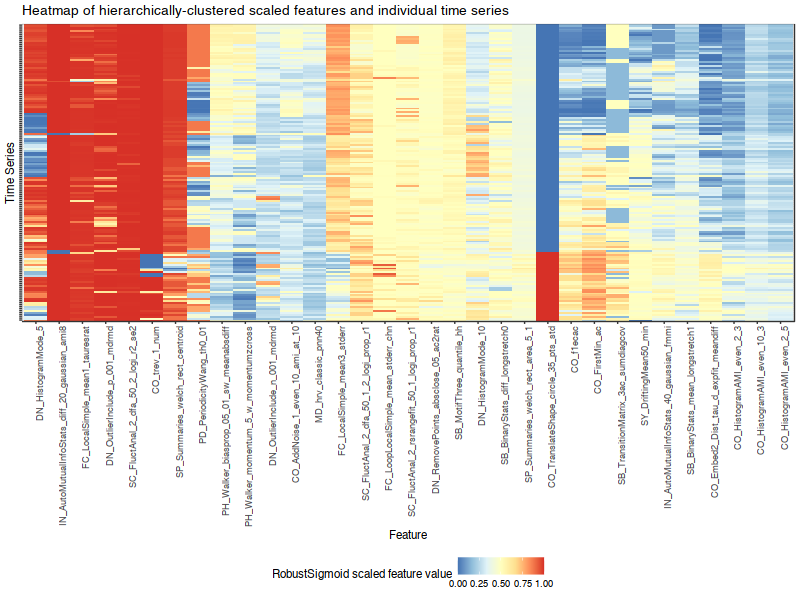 Heatmap of hierarchically-clustered scaled features and individual time series
Time Series
DN_HistogramMode_5
IN_AutoMutualInfoStats_diff_20_gaussian_ami8
FC_LocalSimple_mean1_tauresrat
DN_OutlierInclude_p_001_mdrmd
SC_FluctAnal_2_dfa_50_2_logi_r2_se2
CO_trev_1_num
SP_Summaries_welch_rect_centroid
PD_PeriodicityWang_th0_01
PH_Walker_biasprop_05_01_sw_meanabsdiff
PH_Walker_momentum_5_w_momentumzcross
DN_OutlierInclude_n_001_mdrmd
CO_AddNoise_1_even_10_ami_at_10
MD_hrv_classic_pnn40
FC_LocalSimple_mean3_stderr
SC_FluctAnal_2_dfa_50_1_2_logi_prop_r1
FC_LoopLocalSimple_mean_stderr_chn
SC_FluctAnal_2_rsrangefit_50_1_logi_prop_r1
DN_RemovePoints_absclose_05_ac2rat
SB_MotifThree_quantile_hh
DN_HistogramMode_10
SB_BinaryStats_diff_longstretch0
SP_Summaries_welch_rect_area_5_1
CO_TranslateShape_circle_35_pts_std
CO_f1ecac
CO_FirstMin_ac
SB_TransitionMatrix_3ac_sumdiagcov
SY_DriftingMean50_min
IN_AutoMutualInfoStats_40_gaussian_fmmi
SB_BinaryStats_mean_longstretch1
CO_Embed2_Dist_tau_d_expfit_meandiff
CO_HistogramAMI_even_2_3
CO_HistogramAMI_even_10_3
CO_HistogramAMI_even_2_5
Feature
RobustSigmoid scaled feature value
0.00 0.25 0.50 0.75 1.00